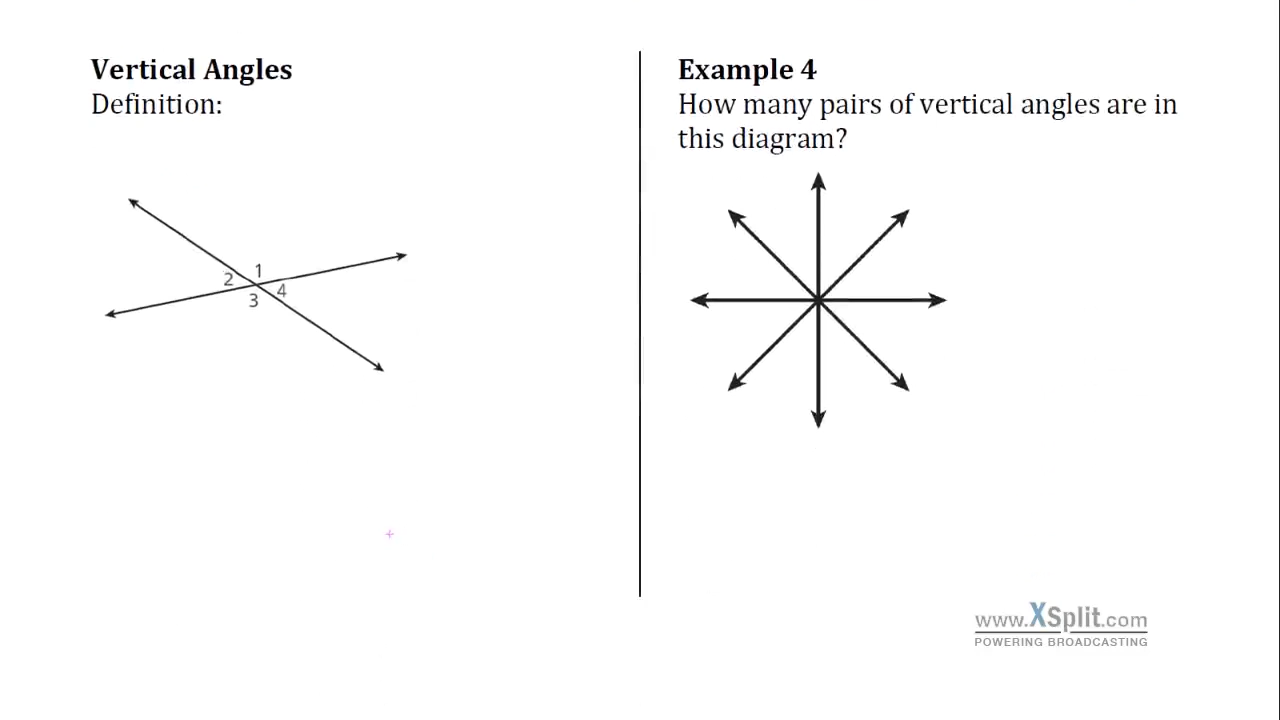 Vertical Angles
Definition:
1
2
3
4
Example 4
How many pairs of vertical angles are in
this diagram?
www.XSplit.com
POWERING BROADCASTING